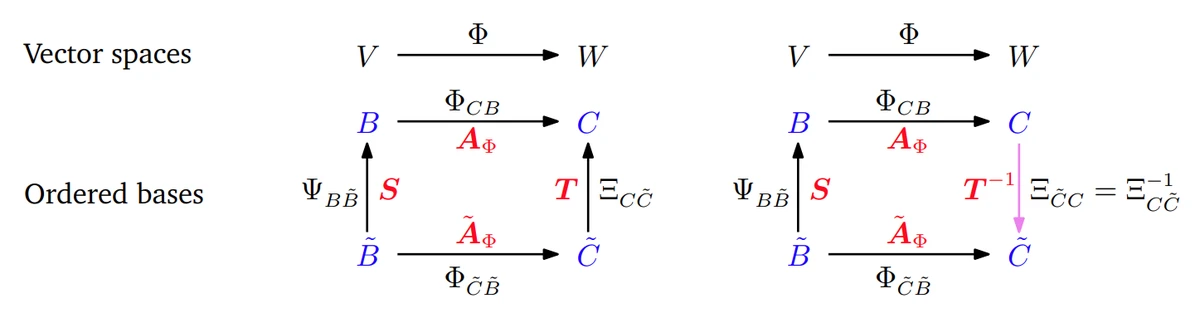 Vector spaces V Φ W V Φ W
B Φ_{CB} C B Φ_{CB} C
A_Φ A_Φ
Ordered bases Ψ_{BB̃} S T Ξ_{CC̃} Ψ_{BB̃} S T^{-1} Ξ_{C̃C} = Ξ_{CC̃}^{-1}
Ã_Φ Ã_Φ
B̃ C̃ B̃ C̃
Φ_{C̃B̃} Φ_{C̃B̃}